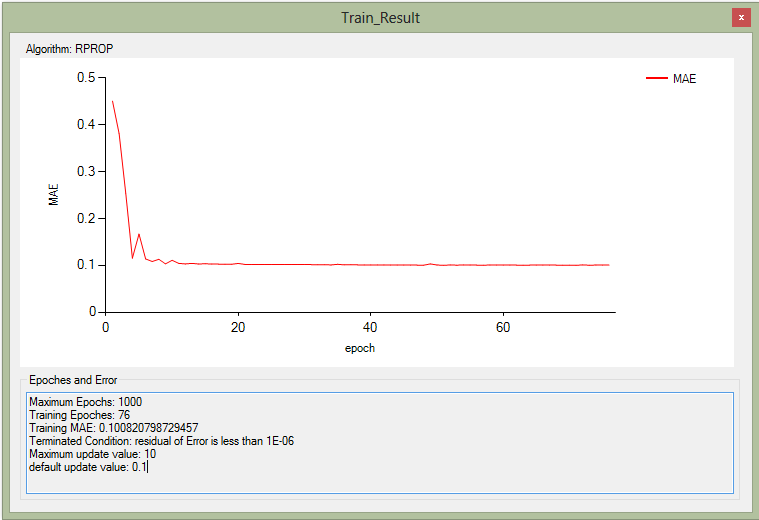 Train_Result
x
Algorithm: RPROP
MAE
0.5
0.4
0.3
0.2
0.1
0
MAE
0
20
40
60
epoch
Epoches and Error
Maximum Epochs: 1000
Training Epoches: 76
Training MAE: 0.100820798729457
Terminated Condition: residual of Error is less than 1E-06
Maximum update value: 10
default update value: 0.1